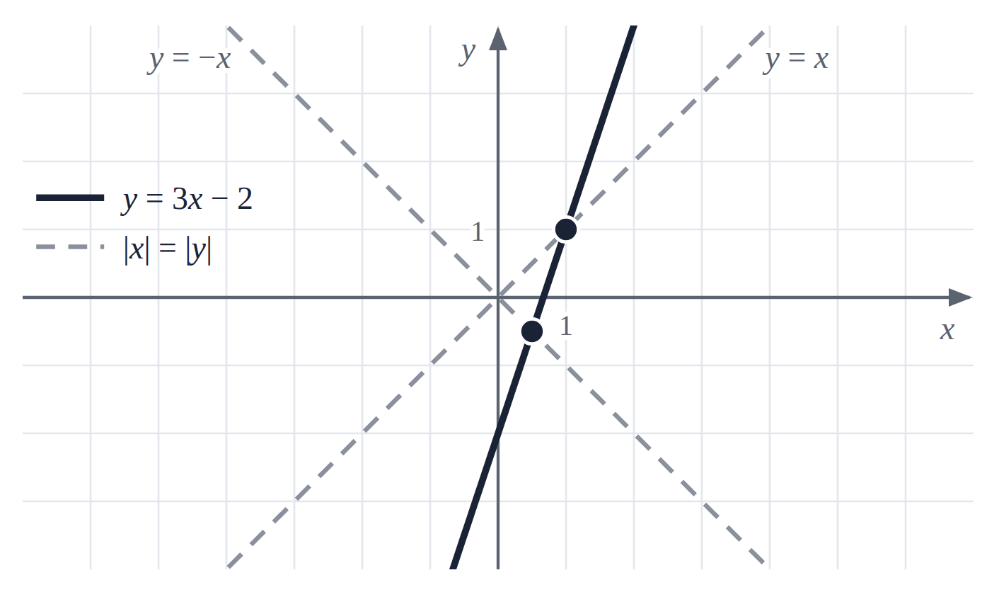 y
y = −x
y = x
y = 3x − 2
1
|x| = |y|
1
x